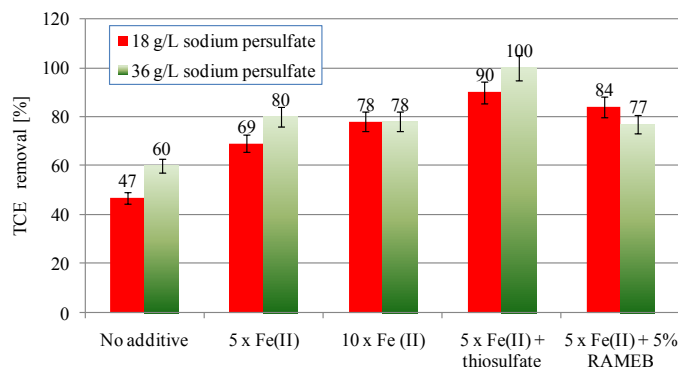 120
100
80
60
40
20
0
TCE removal [%]
18 g/L sodium persulfate
36 g/L sodium persulfate
47
60
69
80
78
78
90
100
84
77
No additive
5 x Fe(II)
10 x Fe (II)
5 x Fe(II) +
thiosulfate
5 x Fe(II) + 5%
RAMEB